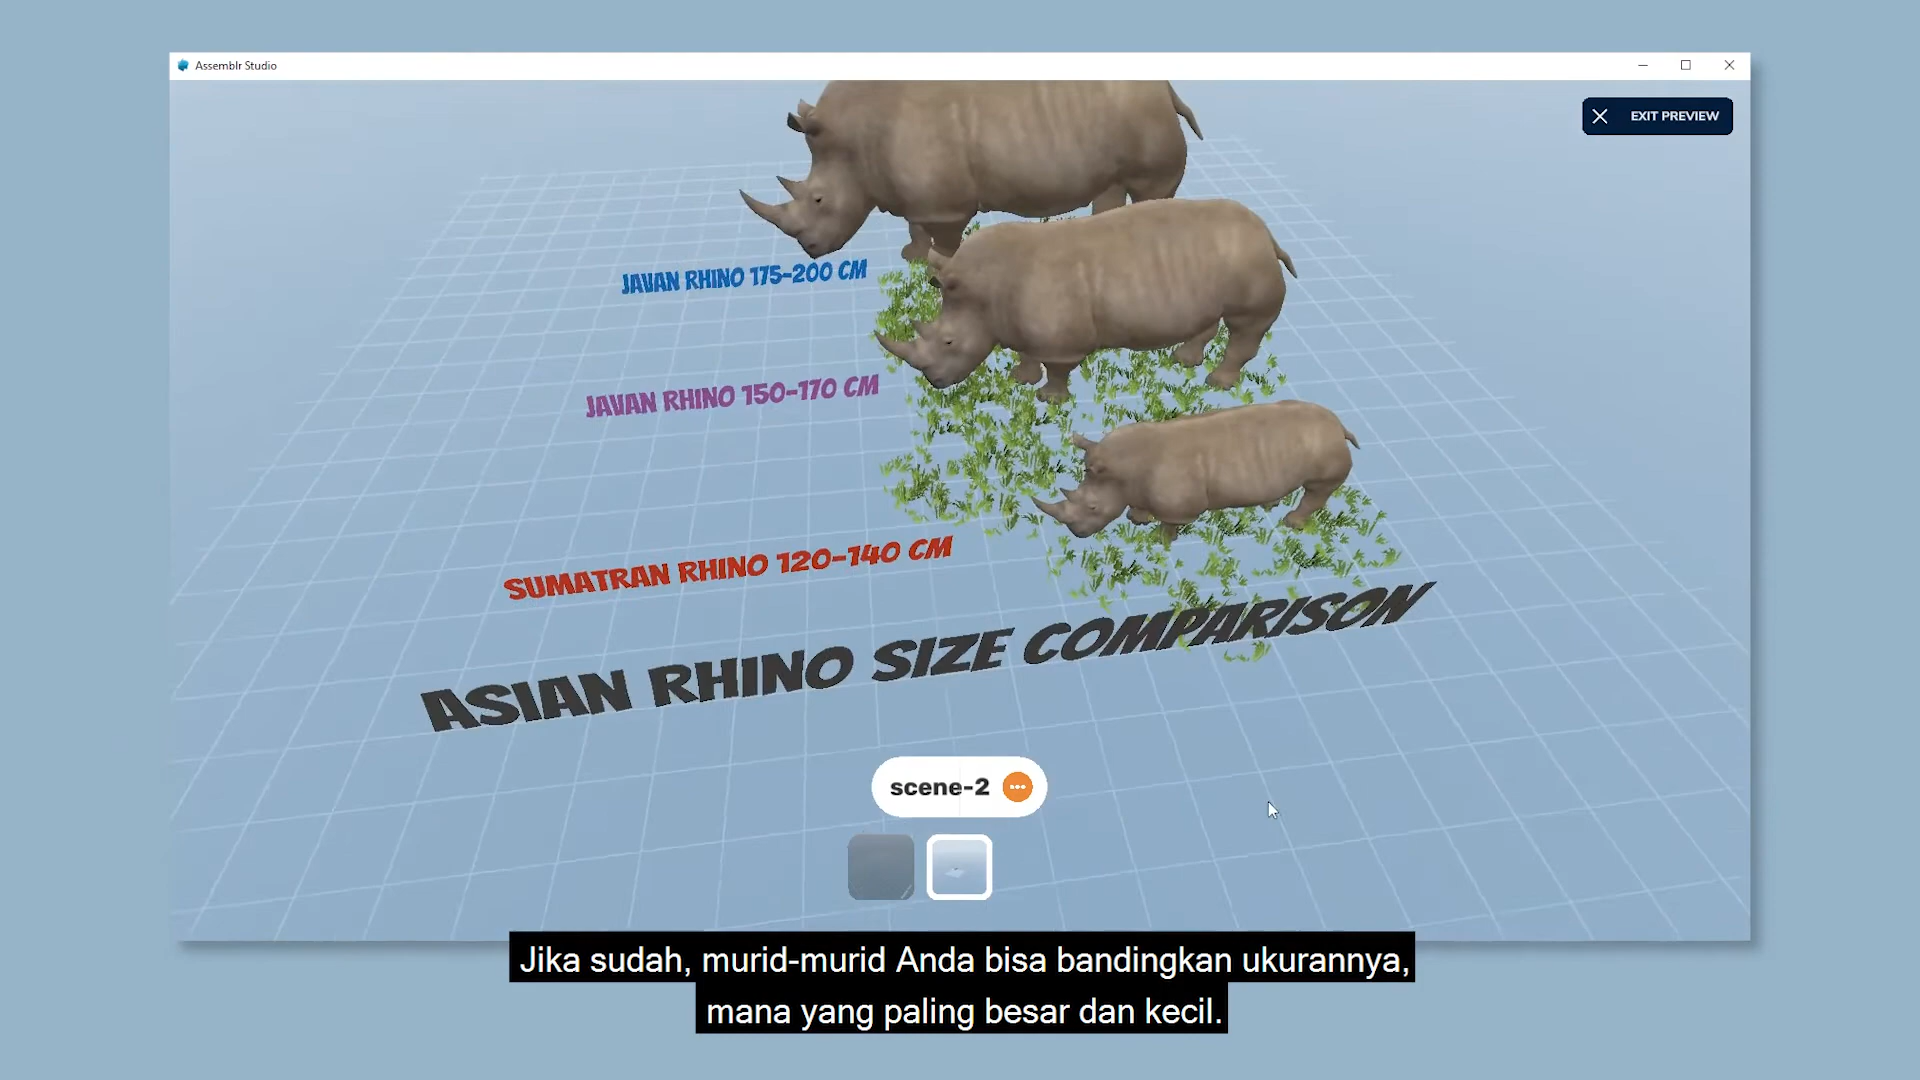 Assemblr Studio
EXIT PREVIEW
JAVAN RHINO 175-200 CM
JAVAN RHINO 150-170 CM
SUMATRAN RHINO 120-140 CM
ASIAN RHINO SIZE COMPARISON
scene-2
Jika sudah, murid-murid Anda bisa bandingkan ukurannya,
mana yang paling besar dan kecil.